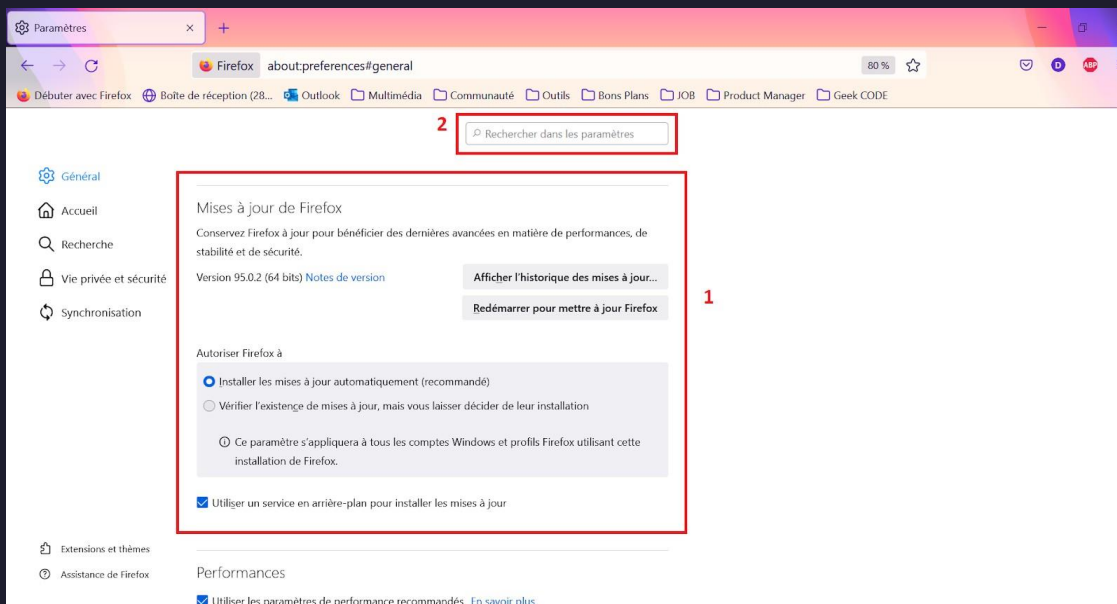 Paramètres
Firefox about:preferences#general 80 %
Débuter avec Firefox Boîte de réception (28... Outlook Multimédia Communauté Outils Bons Plans JOB Product Manager Geek CODE
D ABP
2
Rechercher dans les paramètres
Général
Accueil
Recherche
Vie privée et sécurité
Synchronisation
Mises à jour de Firefox
Conservez Firefox à jour pour bénéficier des dernières avancées en matière de performances, de
stabilité et de sécurité.
Version 95.0.2 (64 bits) Notes de version
Afficher l'historique des mises à jour...
Redémarrer pour mettre à jour Firefox
1
Autoriser Firefox à
Installer les mises à jour automatiquement (recommandé)
Vérifier l'existence de mises à jour, mais vous laisser décider de leur installation
Ce paramètre s'appliquera à tous les comptes Windows et profils Firefox utilisant cette
installation de Firefox.
Utiliser un service en arrière-plan pour installer les mises à jour
Extensions et thèmes
Assistance de Firefox
Performances
Utiliser les paramètres de performance recommandés En savoir plus